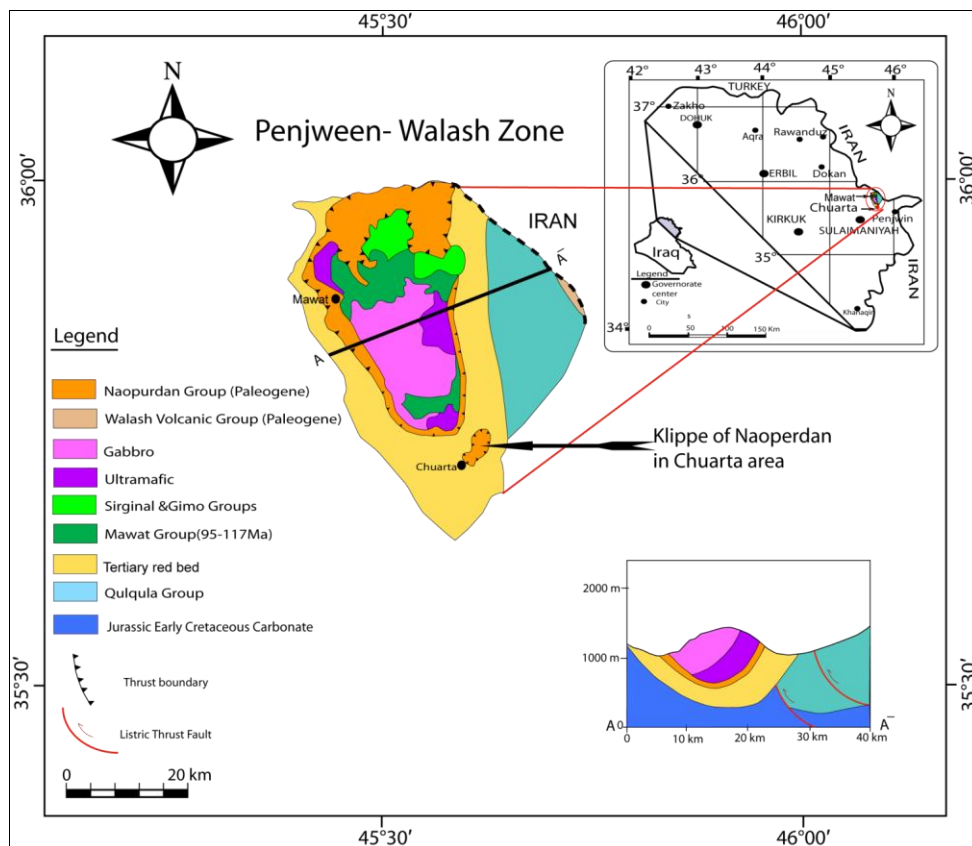 45°30′
46°00′
N
Penjween- Walash Zone
36°00′
36°00′
IRAN
A
A̅
Mawat
Chuarta
Klippe of Naoperdan
in Chuarta area
42°
43
44
45
46
TURKEY
37°
Zakho
DOHUK
Aqra
Rawanduz
IRAN
N
36°
ERBIL
Dokan
Mawat
Chuarta
Penjwin
KIRKUK
SULAIMANIYAH
35°
Iraq
IRAN
Legend
Governorate
center
City
Khanaqin
s
34°
0 50 100 150 Km
Legend
Naopurdan Group (Paleogene)
Walash Volcanic Group (Paleogene)
Gabbro
Ultramafic
Sirginal &Gimo Groups
Mawat Group(95-117Ma)
Tertiary red bed
Qulqula Group
Jurassic Early Cretaceous Carbonate
Thrust boundary
Listric Thrust Fault
0 20 km
2000 m
1000 m
A 0
A̅
0 10 km 20 km 30 km 40 km
35°30′
35°30′
45°30′
46°00′